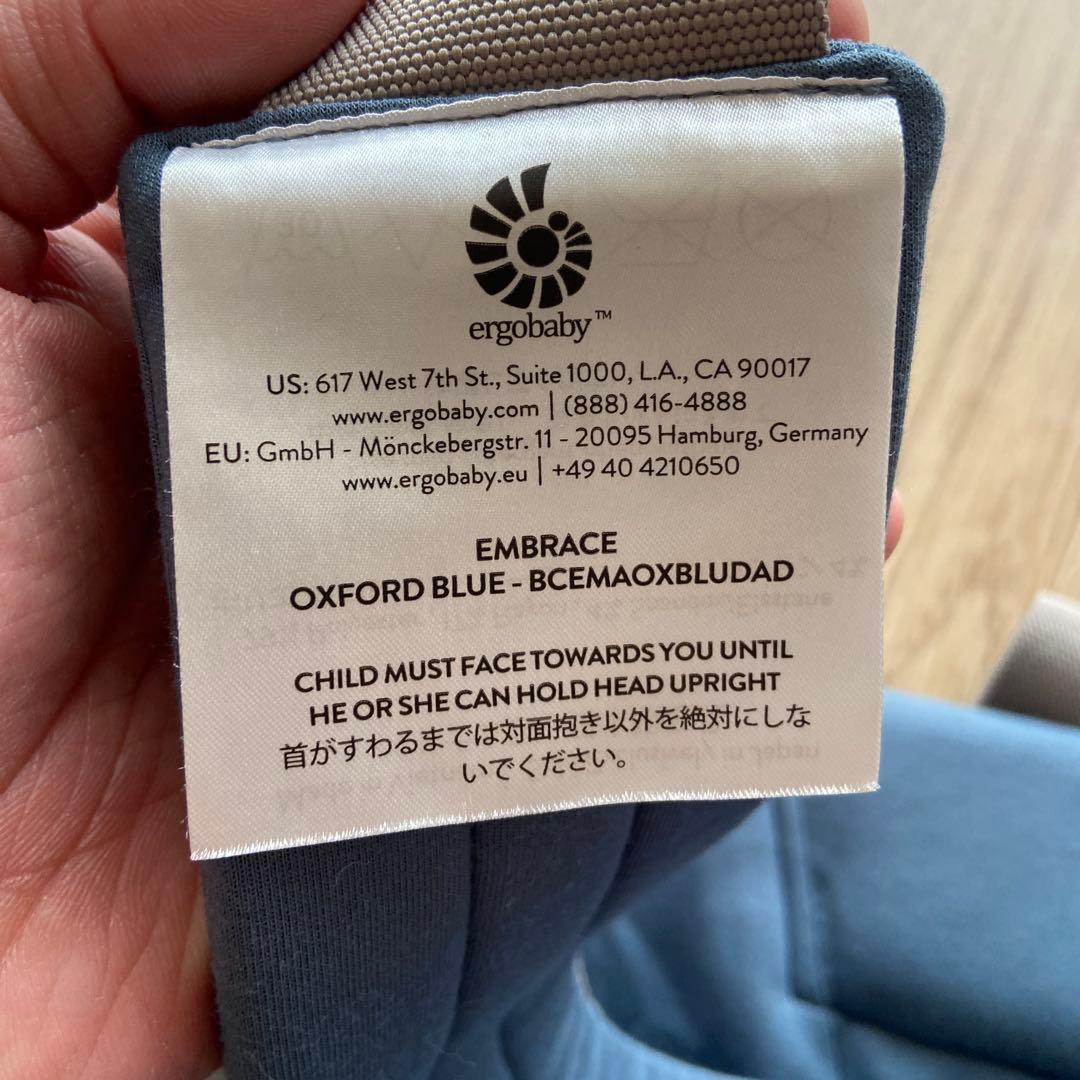 ergobaby™
US: 617 West 7th St., Suite 1000, L.A., CA 90017
www.ergobaby.com | (888) 416-4888
EU: GmbH - Mönckebergstr. 11 - 20095 Hamburg, Germany
www.ergobaby.eu | +49 40 4210650
EMBRACE
OXFORD BLUE - BCEMAOXBLUDAD
CHILD MUST FACE TOWARDS YOU UNTIL
HE OR SHE CAN HOLD HEAD UPRIGHT
首がすわるまでは対面抱き以外を絶対にしな
いでください。